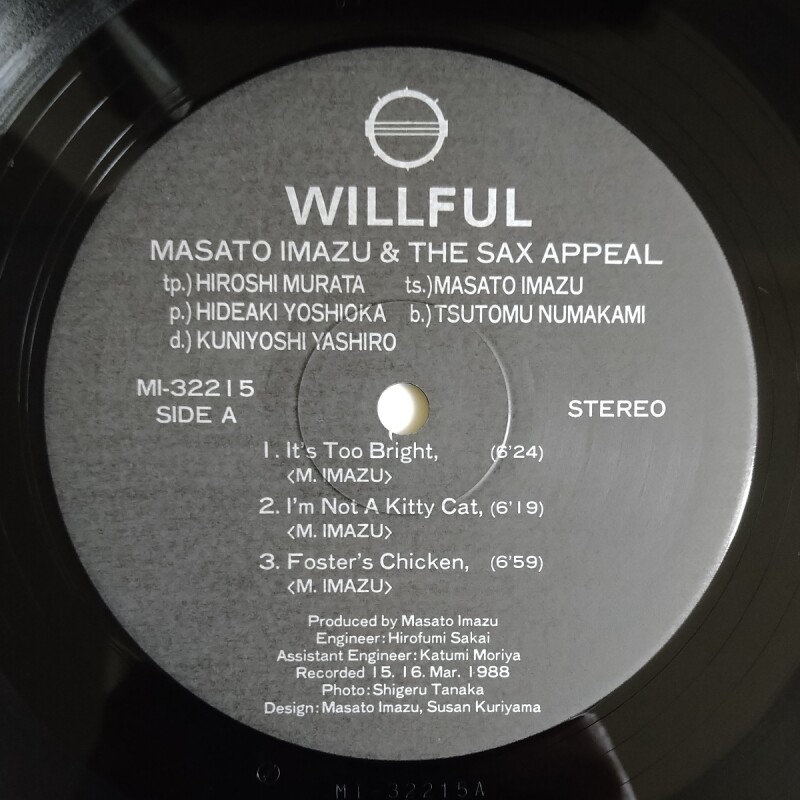 WILLFUL
MASATO IMAZU & THE SAX APPEAL
tp.) HIROSHI MURATA ts.) MASATO IMAZU
p.) HIDEAKI YOSHIOKA b.) TSUTOMU NUMAKAMI
d.) KUNIYOSHI YASHIRO
MI-32215
SIDE A
STEREO
1. It's Too Bright, (6'24)
<M. IMAZU>
2. I'm Not A Kitty Cat, (6'19)
<M. IMAZU>
3. Foster's Chicken, (6'59)
<M. IMAZU>
Produced by Masato Imazu
Engineer: Hirofumi Sakai
Assistant Engineer: Katumi Moriya
Recorded 15. 16. Mar. 1988
Photo: Shigeru Tanaka
Design: Masato Imazu, Susan Kuriyama
MI-32215A